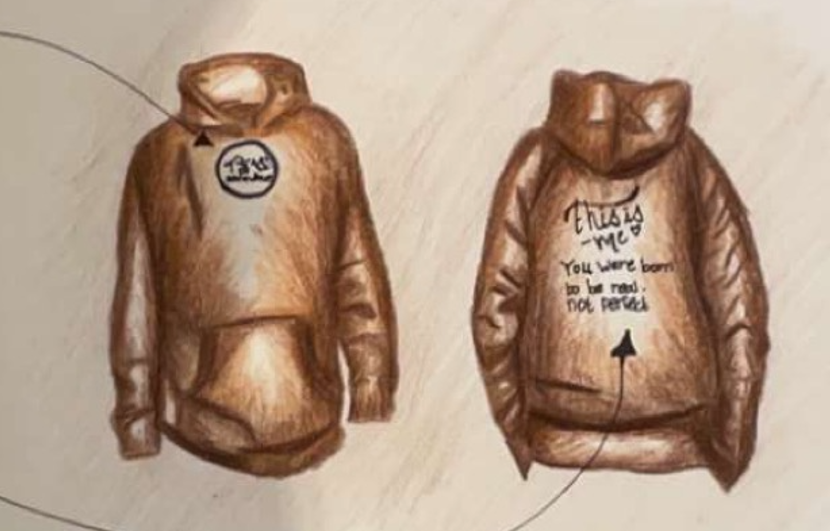 This is
-me
You were born
to be real.
not perfect